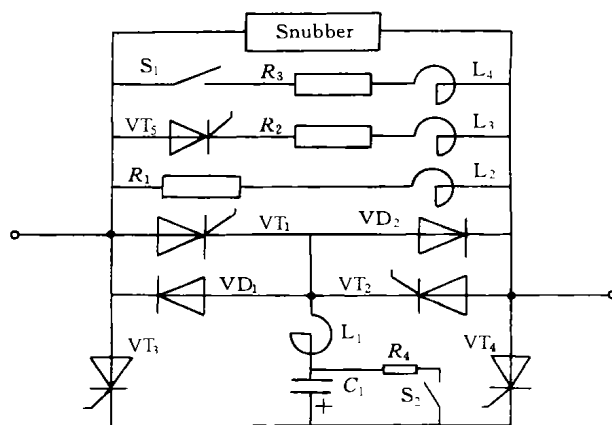 Snubber
S₁ R₃ L₄
VT₅ R₂ L₃
R₁ L₂
VT₁ VD₂
VD₁ VT₂
L₁
VT₃ R₄ VT₄
C₁ S₂
+